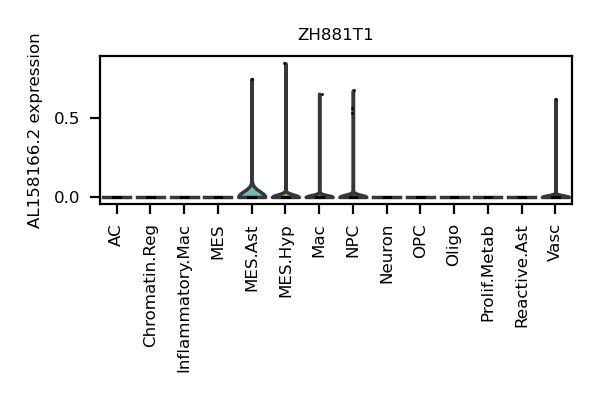 ZH881T1
AL158166.2 expression
0.5
0.0
AC
Chromatin.Reg
Inflammatory.Mac
MES
MES.Ast
MES.Hyp
Mac
NPC
Neuron
OPC
Oligo
Prolif.Metab
Reactive.Ast
Vasc